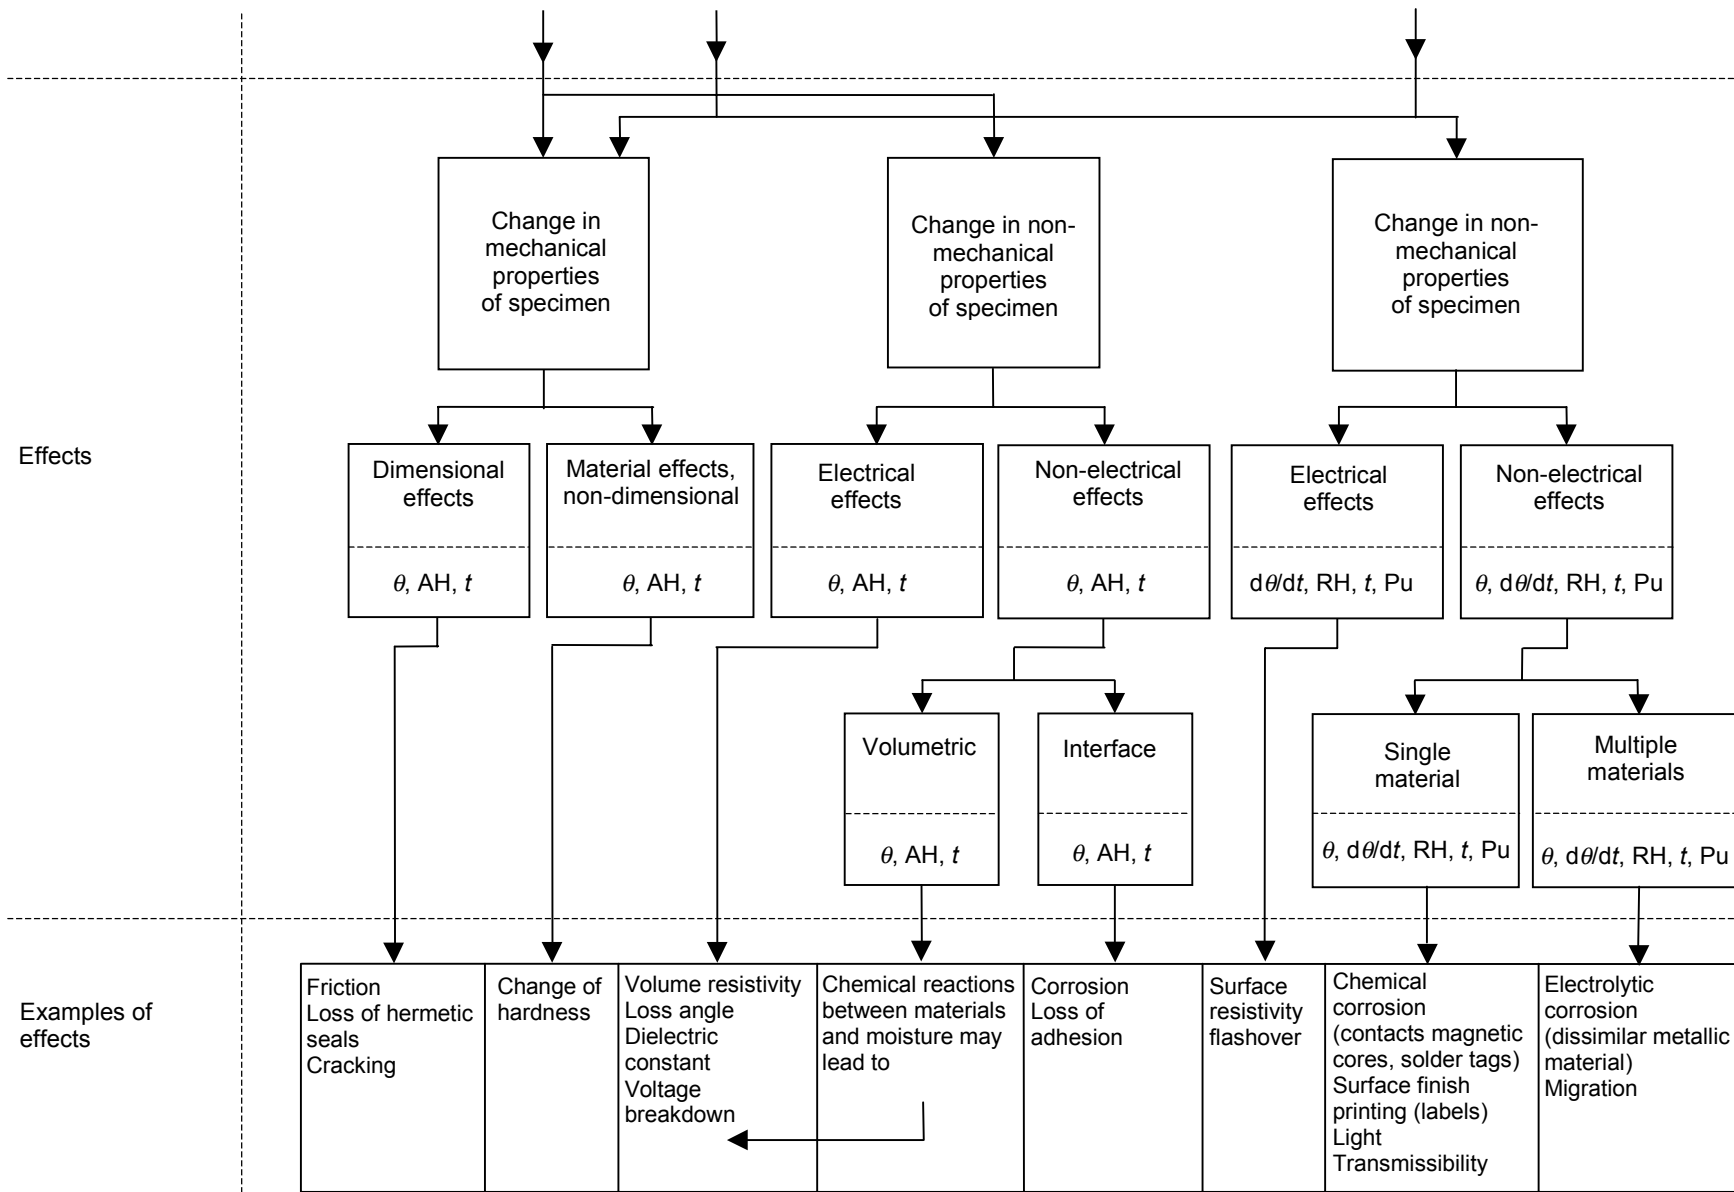 Change in
mechanical
properties
of specimen
Change in non-
mechanical
properties
of specimen
Change in non-
mechanical
properties
of specimen
Effects
Dimensional
effects
θ, AH, t
Material effects,
non-dimensional
θ, AH, t
Electrical
effects
θ, AH, t
Non-electrical
effects
θ, AH, t
Electrical
effects
dθ/dt, RH, t, Pu
Non-electrical
effects
θ, dθ/dt, RH, t, Pu
Volumetric
θ, AH, t
Interface
θ, AH, t
Single
material
θ, dθ/dt, RH, t, Pu
Multiple
materials
θ, dθ/dt, RH, t, Pu
Examples of
effects
Friction
Loss of hermetic
seals
Cracking
Change of
hardness
Volume resistivity
Loss angle
Dielectric
constant
Voltage
breakdown
Chemical reactions
between materials
and moisture may
lead to
Corrosion
Loss of
adhesion
Surface
resistivity
flashover
Chemical
corrosion
(contacts magnetic
cores, solder tags)
Surface finish
printing (labels)
Light
Transmissibility
Electrolytic
corrosion
(dissimilar metallic
material)
Migration